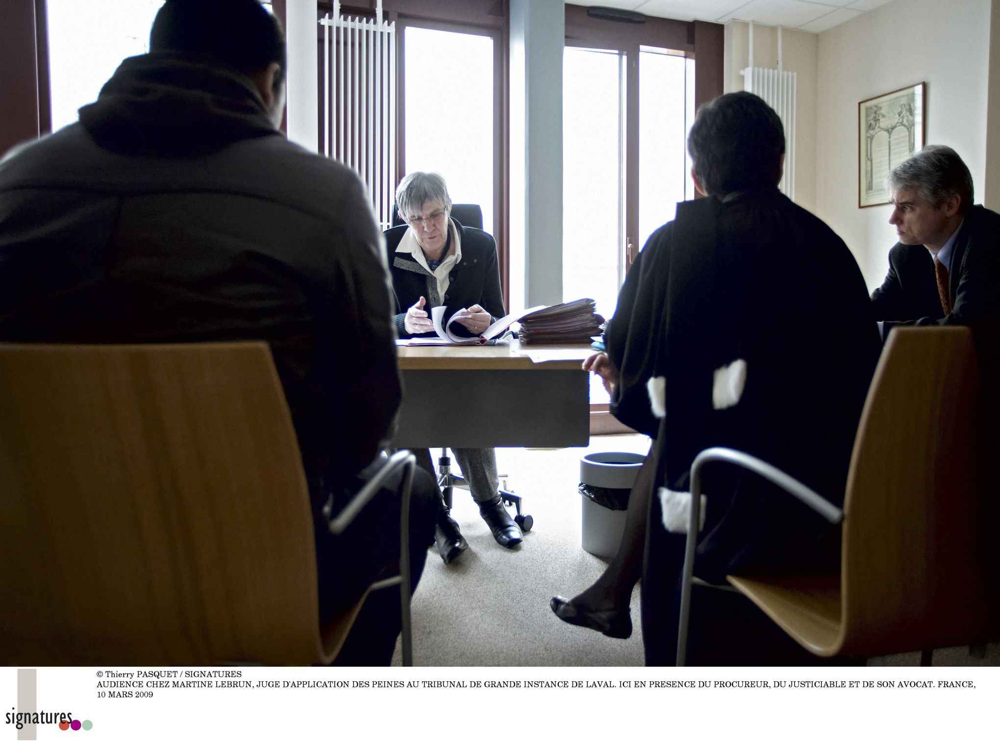 © Thierry PASQUET / SIGNATURES
AUDIENCE CHEZ MARTINE LEBRUN, JUGE D'APPLICATION DES PEINES AU TRIBUNAL DE GRANDE INSTANCE DE LAVAL. ICI EN PRESENCE DU PROCUREUR, DU JUSTICIABLE ET DE SON AVOCAT. FRANCE,
10 MARS 2009
signatures